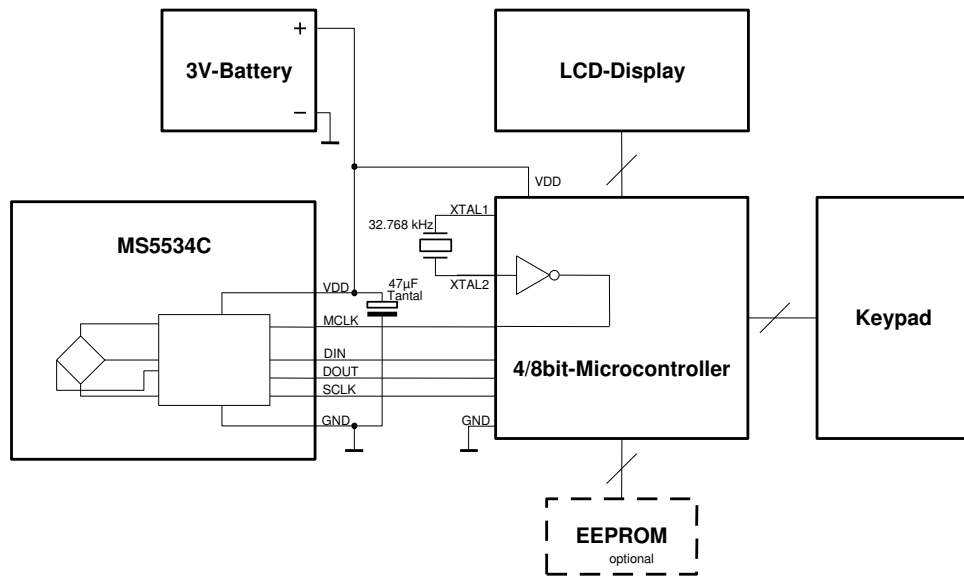 +
3V-Battery
−
LCD-Display
VDD
MS5534C
32.768 kHz
XTAL1
XTAL2
47µF
Tantal
VDD
MCLK
DIN
DOUT
SCLK
GND
GND
4/8bit-Microcontroller
Keypad
EEPROM
optional